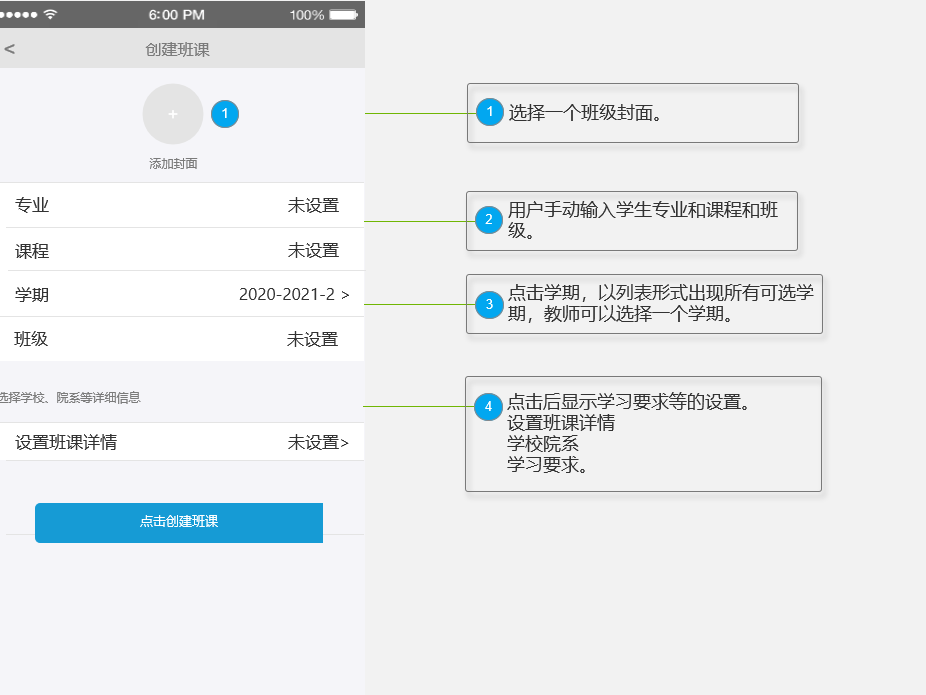 6:00 PM
100%
<
创建班课
+
1
添加封面
专业
未设置
课程
未设置
学期
2020-2021-2 >
班级
未设置
选择学校、院系等详细信息
设置班课详情
未设置>
点击创建班课
1
选择一个班级封面。
2
用户手动输入学生专业和课程和班
级。
3
点击学期，以列表形式出现所有可选学
期，教师可以选择一个学期。
4
点击后显示学习要求等的设置。
设置班课详情
学校院系
学习要求。